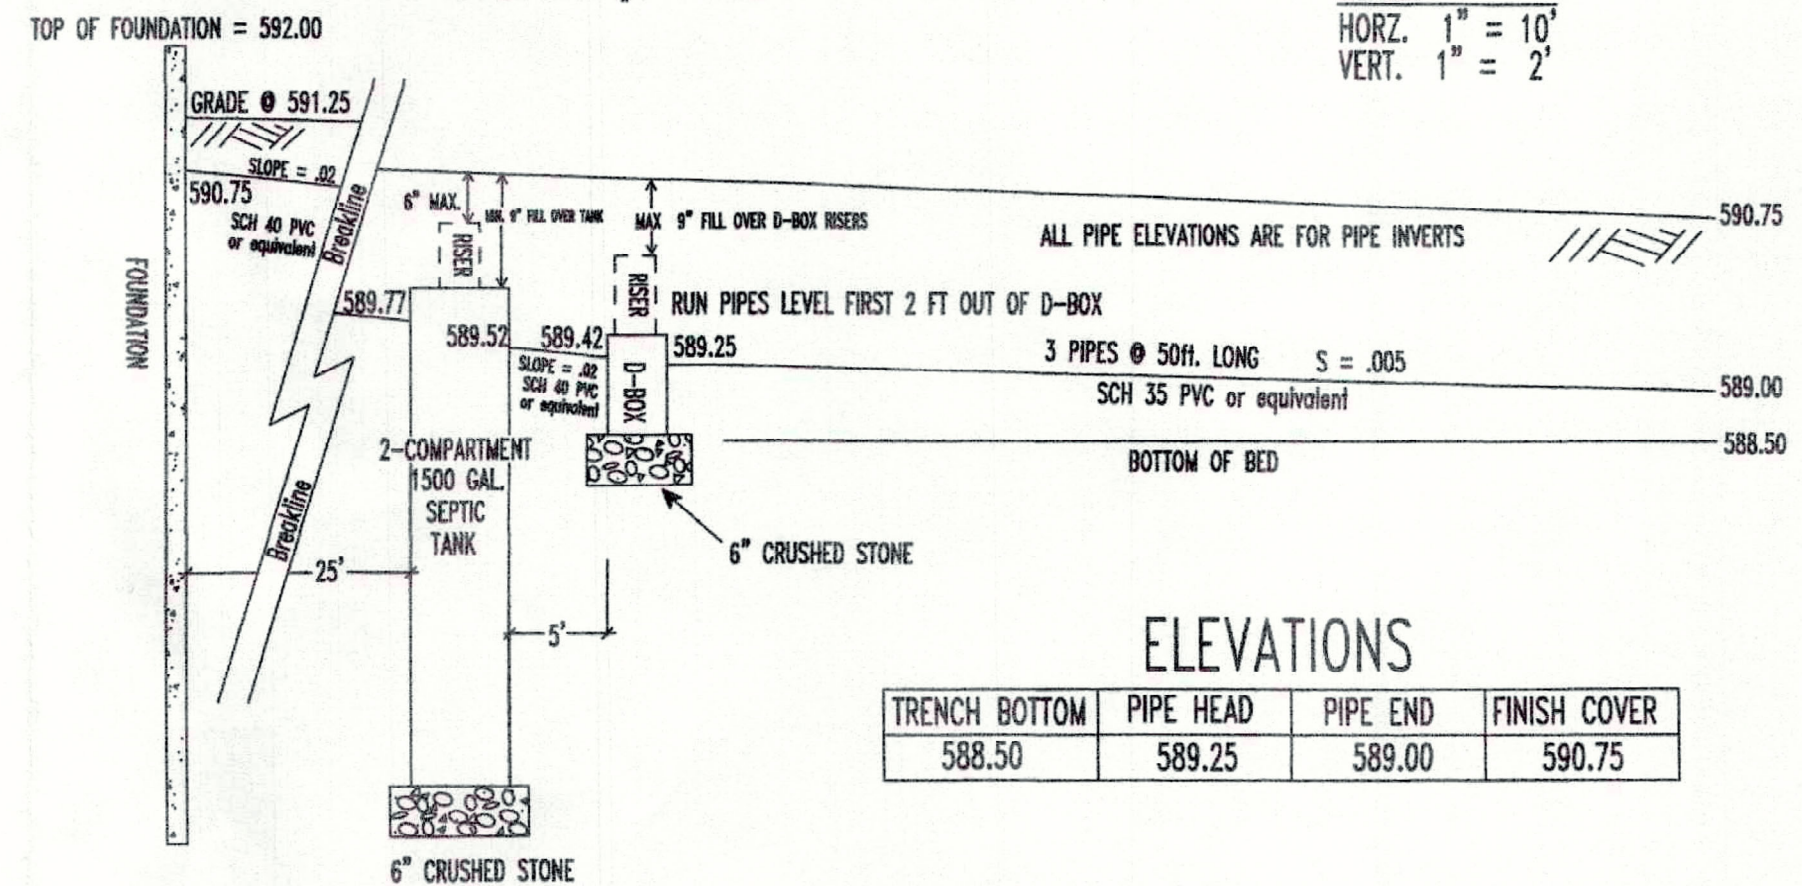 TOP OF FOUNDATION = 592.00
HORZ. 1" = 10'
VERT. 1" = 2'
GRADE @ 591.25
SLOPE = .02
590.75
SCH 40 PVC
or equivalent
Breakline
6" MAX.
MIN. 9" FILL OVER TANK
MAX 9" FILL OVER D-BOX RISERS
ALL PIPE ELEVATIONS ARE FOR PIPE INVERTS
590.75
RISER
RISER
FOUNDATION
589.77
RUN PIPES LEVEL FIRST 2 FT OUT OF D-BOX
589.52
589.42
589.25
3 PIPES @ 50ft. LONG S = .005
SLOPE = .02
SCH 40 PVC
or equivalent
D-BOX
SCH 35 PVC or equivalent
589.00
2-COMPARTMENT
1500 GAL.
SEPTIC
TANK
BOTTOM OF BED
588.50
Breakline
6" CRUSHED STONE
25'
5'
ELEVATIONS
TRENCH BOTTOM PIPE HEAD PIPE END FINISH COVER
588.50 589.25 589.00 590.75
6" CRUSHED STONE